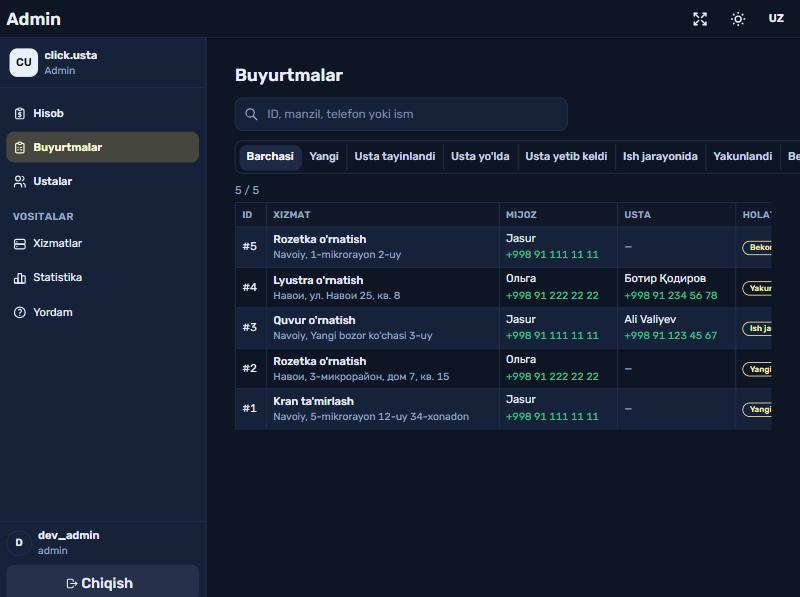 Admin
UZ
CU
click.usta
Admin
Hisob
Buyurtmalar
Ustalar
VOSITALAR
Xizmatlar
Statistika
Yordam
D
dev_admin
admin
Chiqish
Buyurtmalar
ID, manzil, telefon yoki ism
Barchasi Yangi Usta tayinlandi Usta yo'lda Usta yetib keldi Ish jarayonida Yakunlandi
5 / 5
ID XIZMAT MIJOZ USTA
#5 Rozetka o'rnatish Jasur –
Navoiy, 1-mikrorayon 2-uy +998 91 111 11 11
#4 Lyustra o'rnatish Ольга Ботир Қодиров
Навои, ул. Навои 25, кв. 8 +998 91 222 22 22 +998 91 234 56 78
#3 Quvur o'rnatish Jasur Ali Valiyev
Navoiy, Yangi bozor ko'chasi 3-uy +998 91 111 11 11 +998 91 123 45 67
Ish ja
#2 Rozetka o'rnatish Ольга –
Навои, 3-микрорайон, дом 7, кв. 15 +998 91 222 22 22
Yangi
#1 Kran ta'mirlash Jasur –
Navoiy, 5-mikrorayon 12-uy 34-xonadon +998 91 111 11 11
Yangi